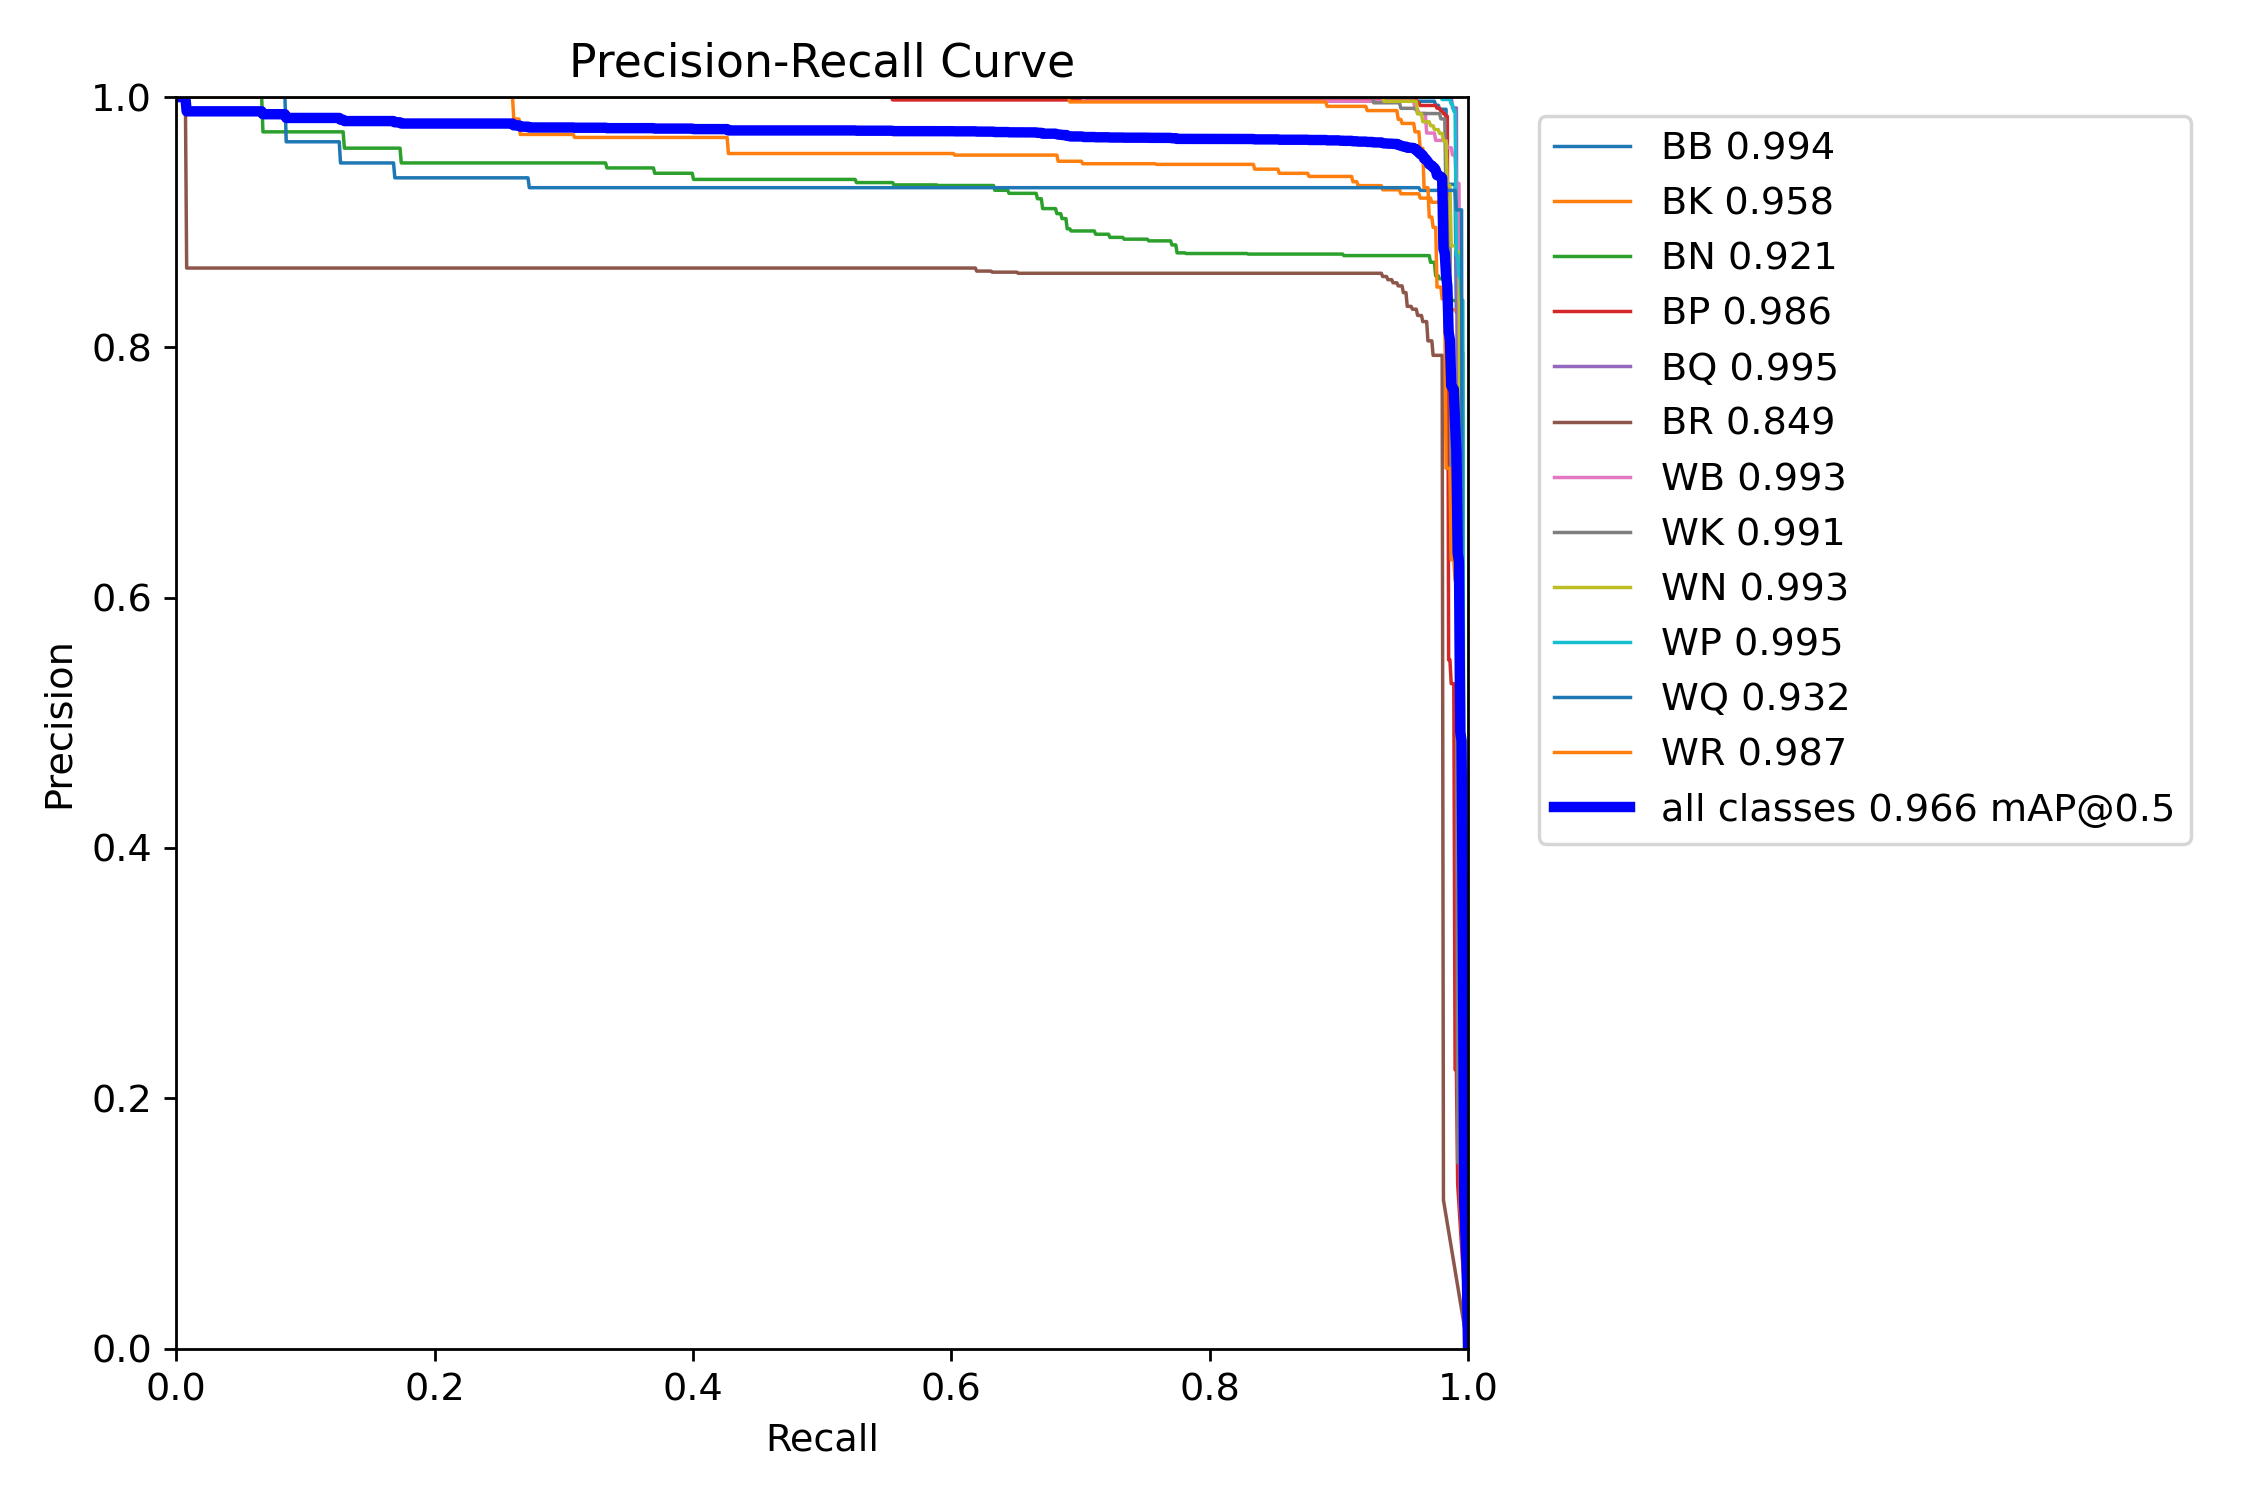 Precision-Recall Curve
1.0
0.8
0.6
0.4
0.2
0.0
Precision
0.0 0.2 0.4 0.6 0.8 1.0
Recall
BB 0.994
BK 0.958
BN 0.921
BP 0.986
BQ 0.995
BR 0.849
WB 0.993
WK 0.991
WN 0.993
WP 0.995
WQ 0.932
WR 0.987
all classes 0.966 mAP@0.5